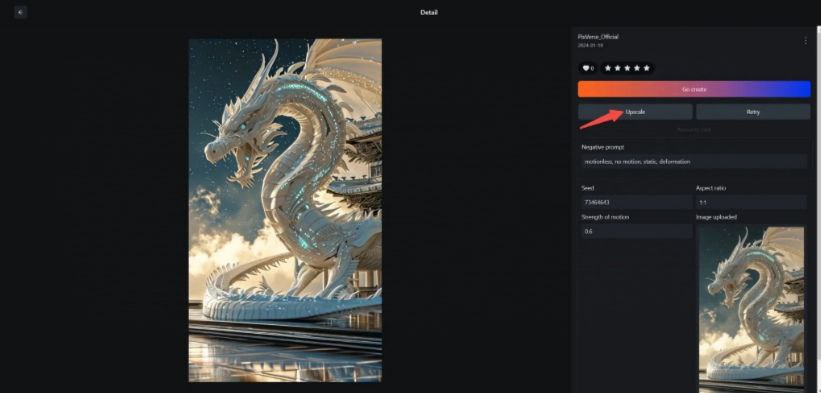 Detail
PixVerse_Official
2024-01-19
0
Go create
Upscale
Retry
Negative prompt
motionless, no motion, static, deformation
Seed
Aspect ratio
73464643
1:1
Strength of motion
Image uploaded
0.6